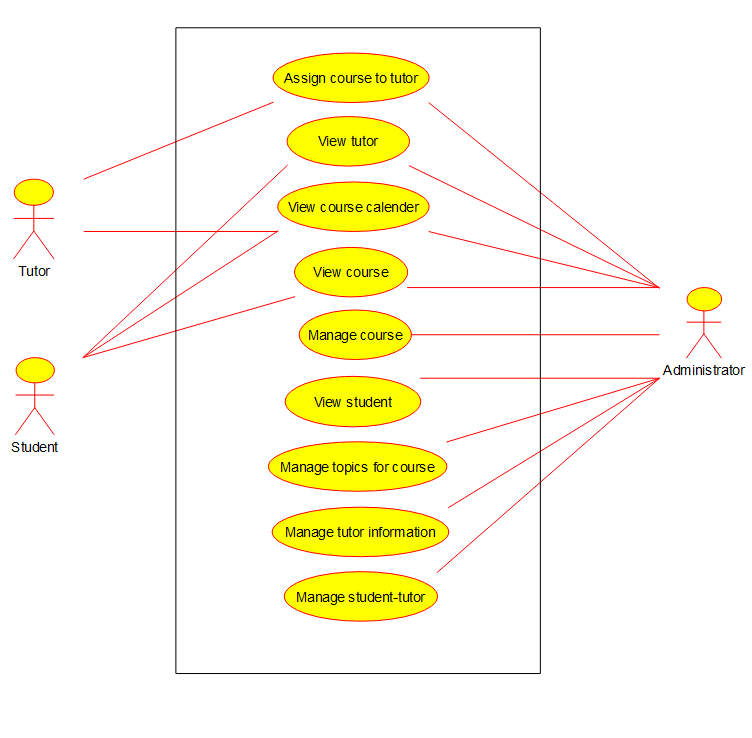 Assign course to tutor
View tutor
View course calender
View course
Manage course
View student
Manage topics for course
Manage tutor information
Manage student-tutor
Tutor
Student
Administrator